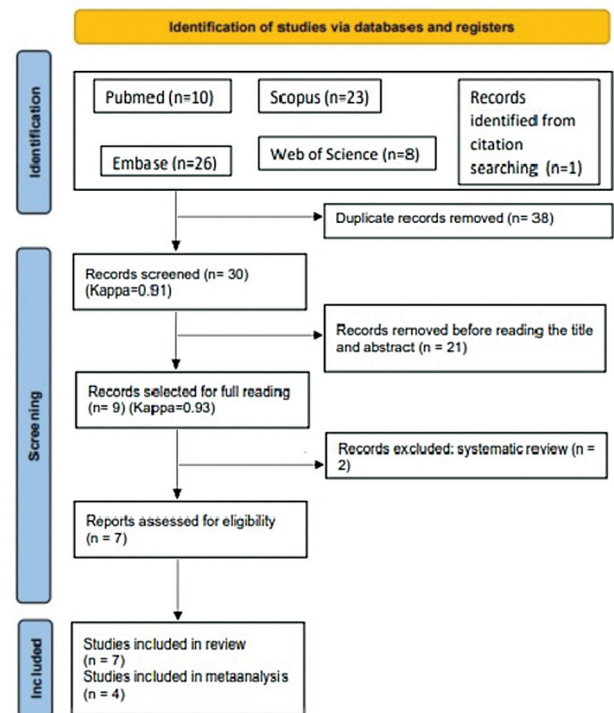 Identification of studies via databases and registers
Identification
Pubmed (n=10)
Scopus (n=23)
Records
identified from
citation
searching (n=1)
Embase (n=26)
Web of Science (n=8)
Duplicate records removed (n= 38)
Screening
Records screened (n= 30)
(Kappa=0.91)
Records removed before reading the title
and abstract (n = 21)
Records selected for full reading
(n= 9) (Kappa=0.93)
Records excluded: systematic review (n =
2)
Reports assessed for eligibility
(n = 7)
Included
Studies included in review
(n = 7)
Studies included in metaanalysis
(n = 4)